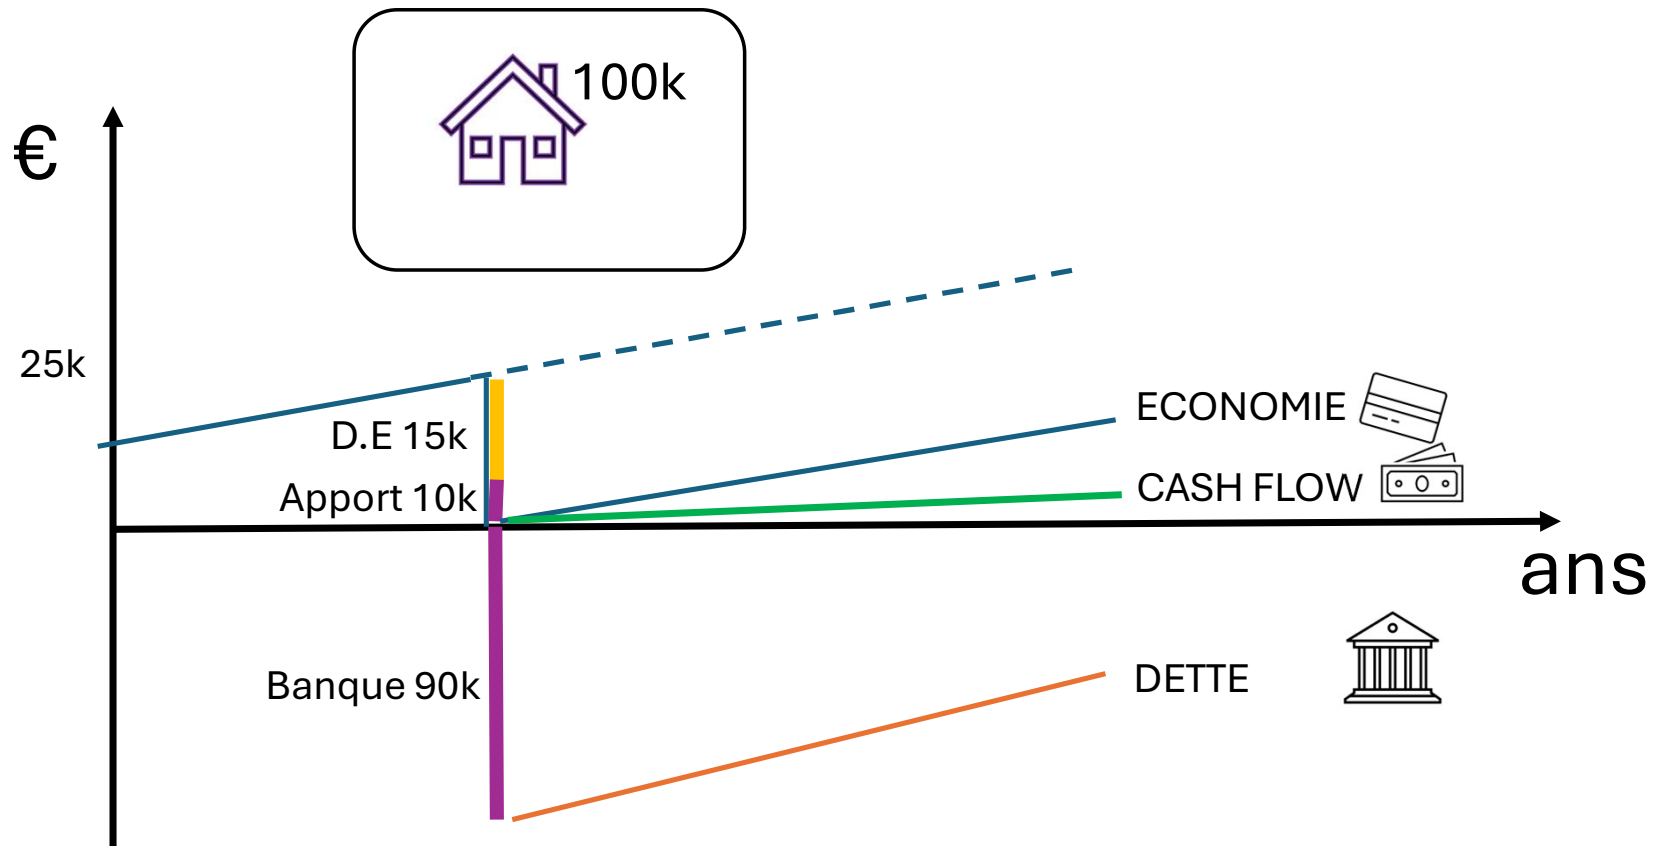 100k
€
25k
D.E 15k
Apport 10k
ECONOMIE
CASH FLOW
ans
Banque 90k
DETTE